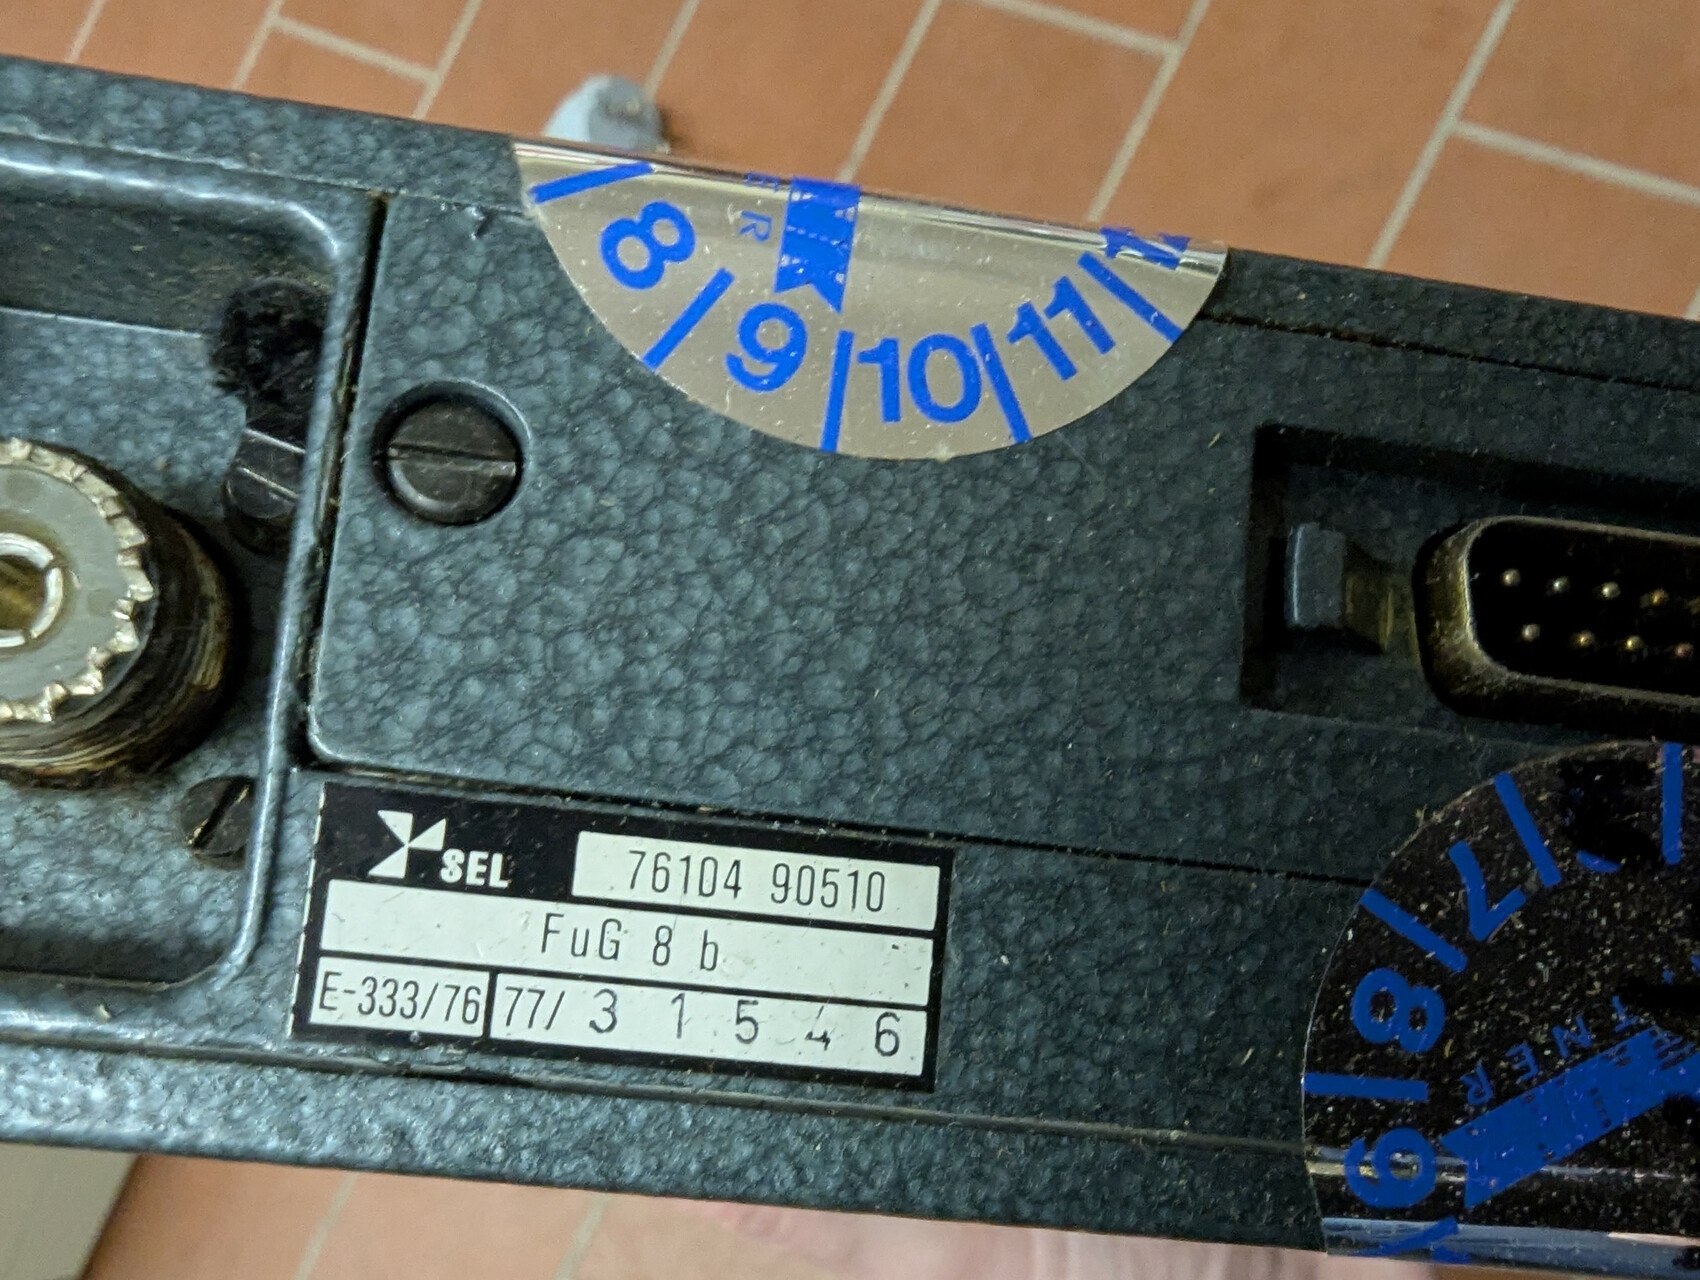 8 9 10 11
E R
SEL 76104 90510
FuG 8 b
E-333/76 77/ 3 1 5 4 6
7 8 9
T N E R